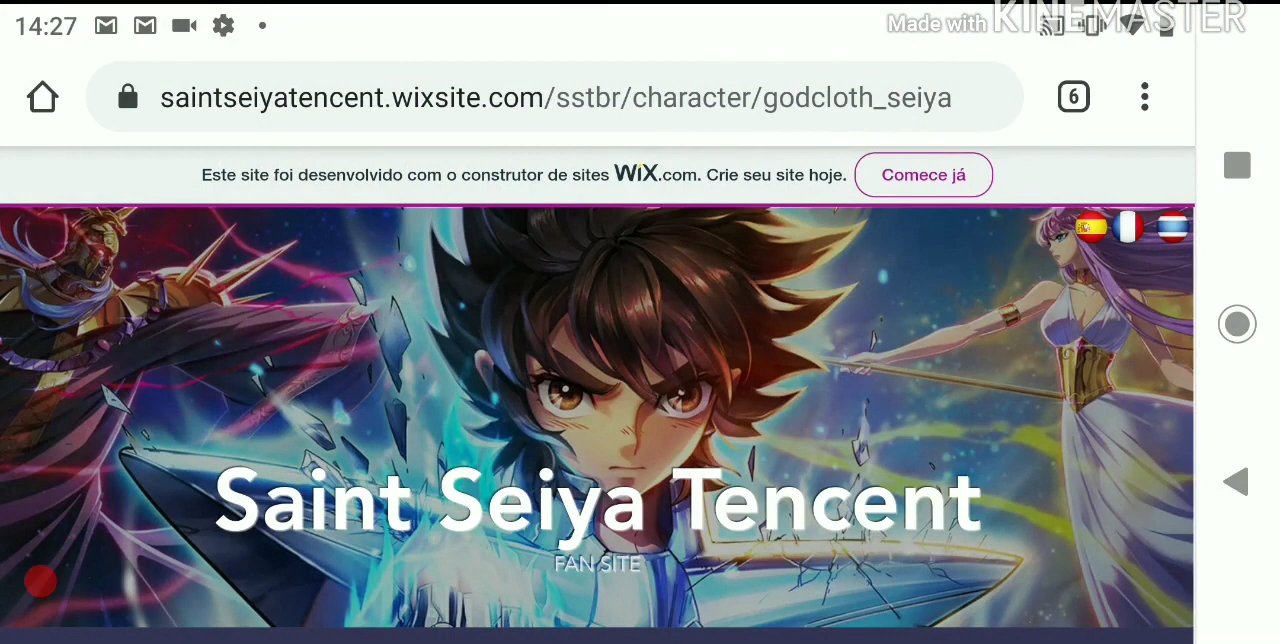 14:27
Made with KINEMASTER
saintseiyatencent.wixsite.com/sstbr/character/godcloth_seiya
6
Este site foi desenvolvido com o construtor de sites WiX.com. Crie seu site hoje.
Comece já
Saint Seiya Tencent
FAN SITE